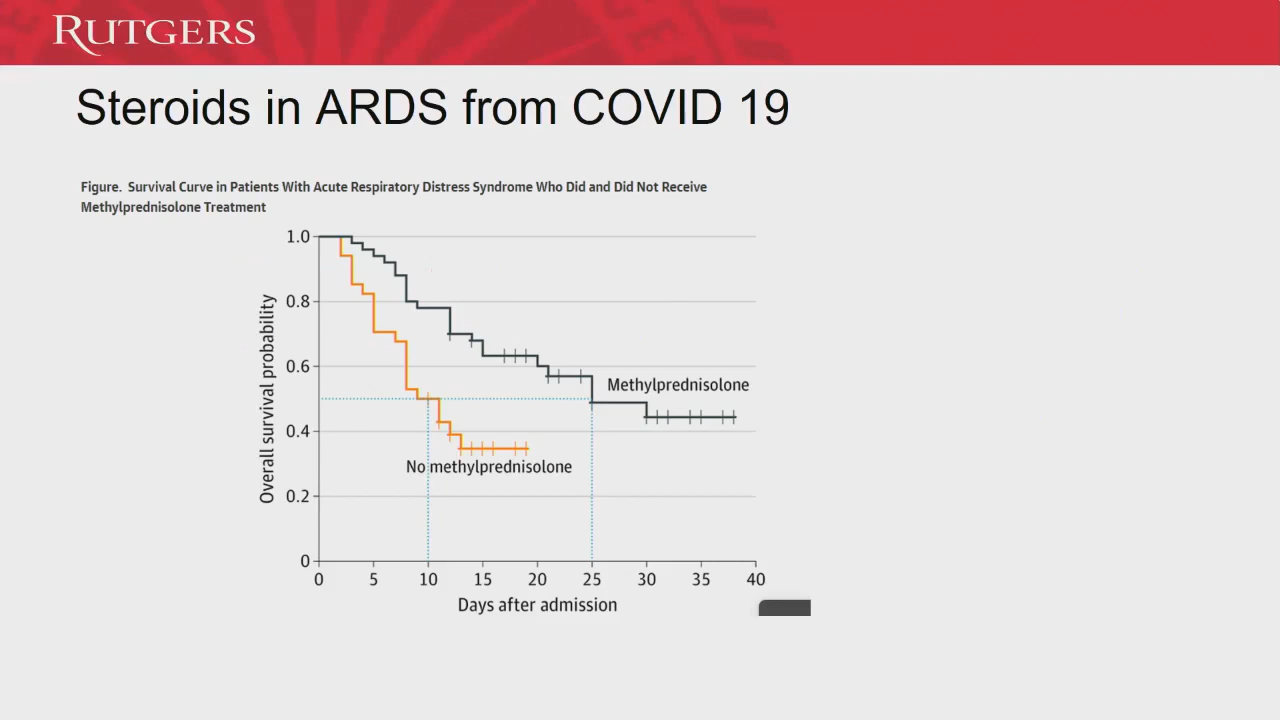 RUTGERS
Steroids in ARDS from COVID 19
Figure. Survival Curve in Patients With Acute Respiratory Distress Syndrome Who Did and Did Not Receive
Methylprednisolone Treatment
1.0
0.8
0.6
0.4
0.2
0
Overall survival probability
Methylprednisolone
No methylprednisolone
0 5 10 15 20 25 30 35 40
Days after admission